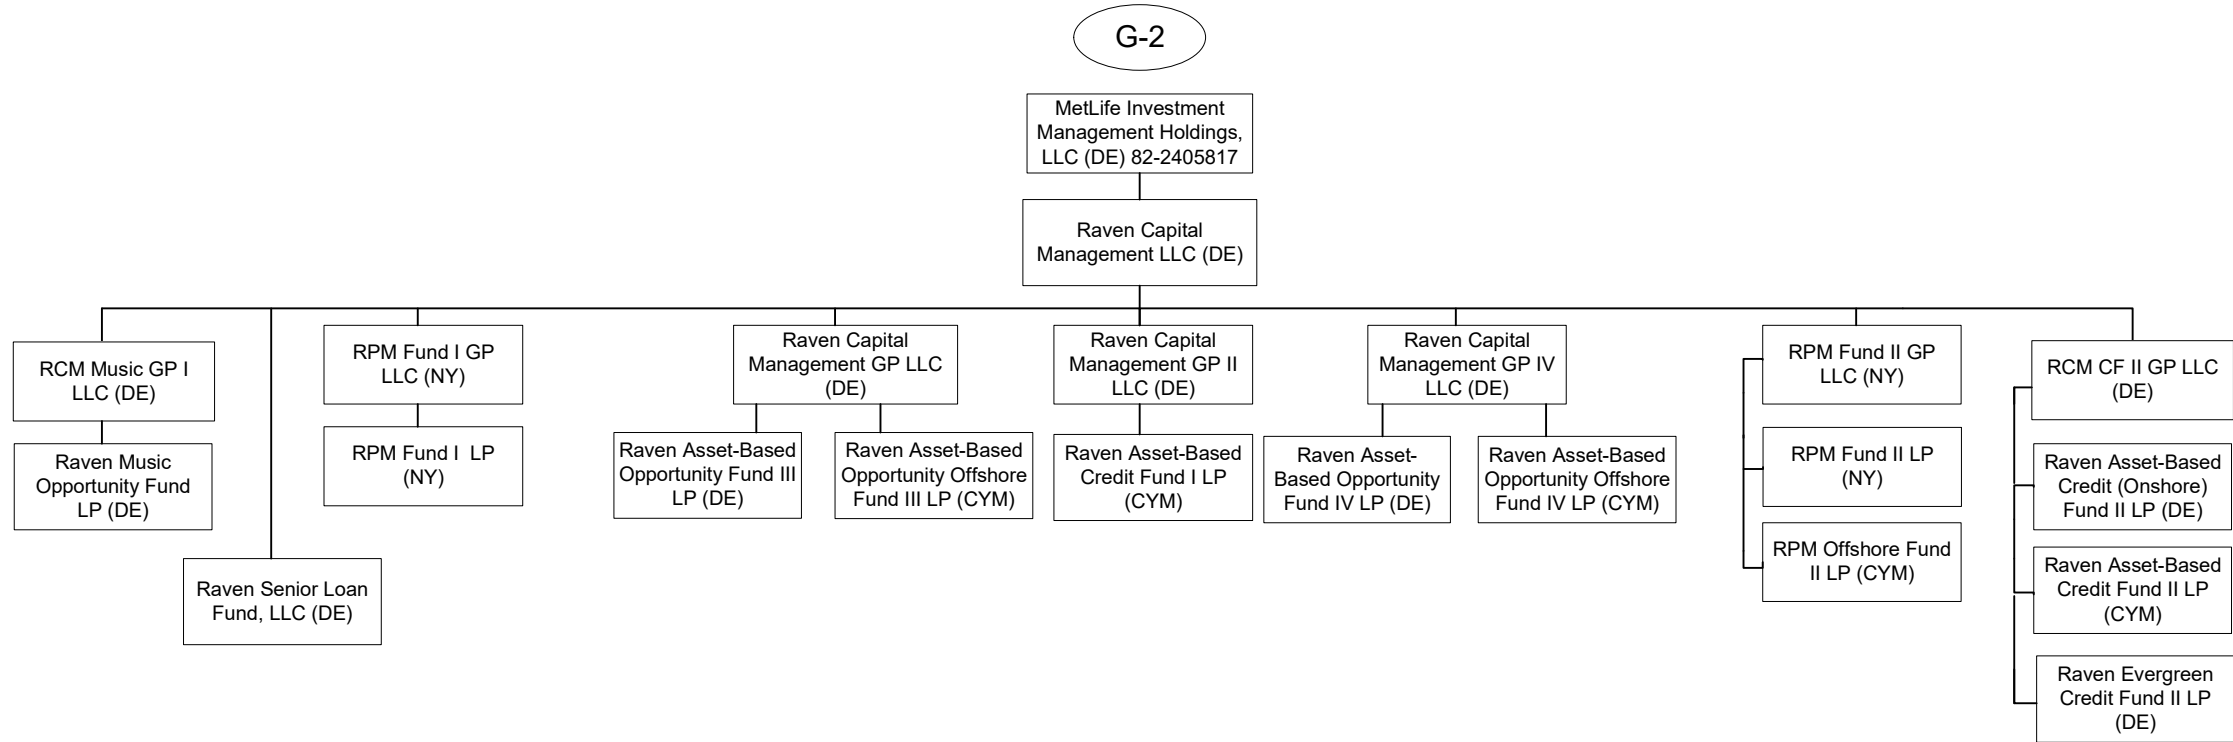 G-2
MetLife Investment
Management Holdings,
LLC (DE) 82-2405817
Raven Capital
Management LLC (DE)
RCM Music GP I
LLC (DE)
Raven Music
Opportunity Fund
LP (DE)
Raven Senior Loan
Fund, LLC (DE)
RPM Fund I GP
LLC (NY)
RPM Fund I  LP
(NY)
Raven Capital
Management GP LLC
(DE)
Raven Asset-Based
Opportunity Fund III
LP (DE)
Raven Asset-Based
Opportunity Offshore
Fund III LP (CYM)
Raven Capital
Management GP II
LLC (DE)
Raven Asset-Based
Credit Fund I LP
(CYM)
Raven Capital
Management GP IV
LLC (DE)
Raven Asset-
Based Opportunity
Fund IV LP (DE)
Raven Asset-Based
Opportunity Offshore
Fund IV LP (CYM)
RPM Fund II GP
LLC (NY)
RPM Fund II LP
(NY)
RPM Offshore Fund
II LP (CYM)
RCM CF II GP LLC
(DE)
Raven Asset-Based
Credit (Onshore)
Fund II LP (DE)
Raven Asset-Based
Credit Fund II LP
(CYM)
Raven Evergreen
Credit Fund II LP
(DE)